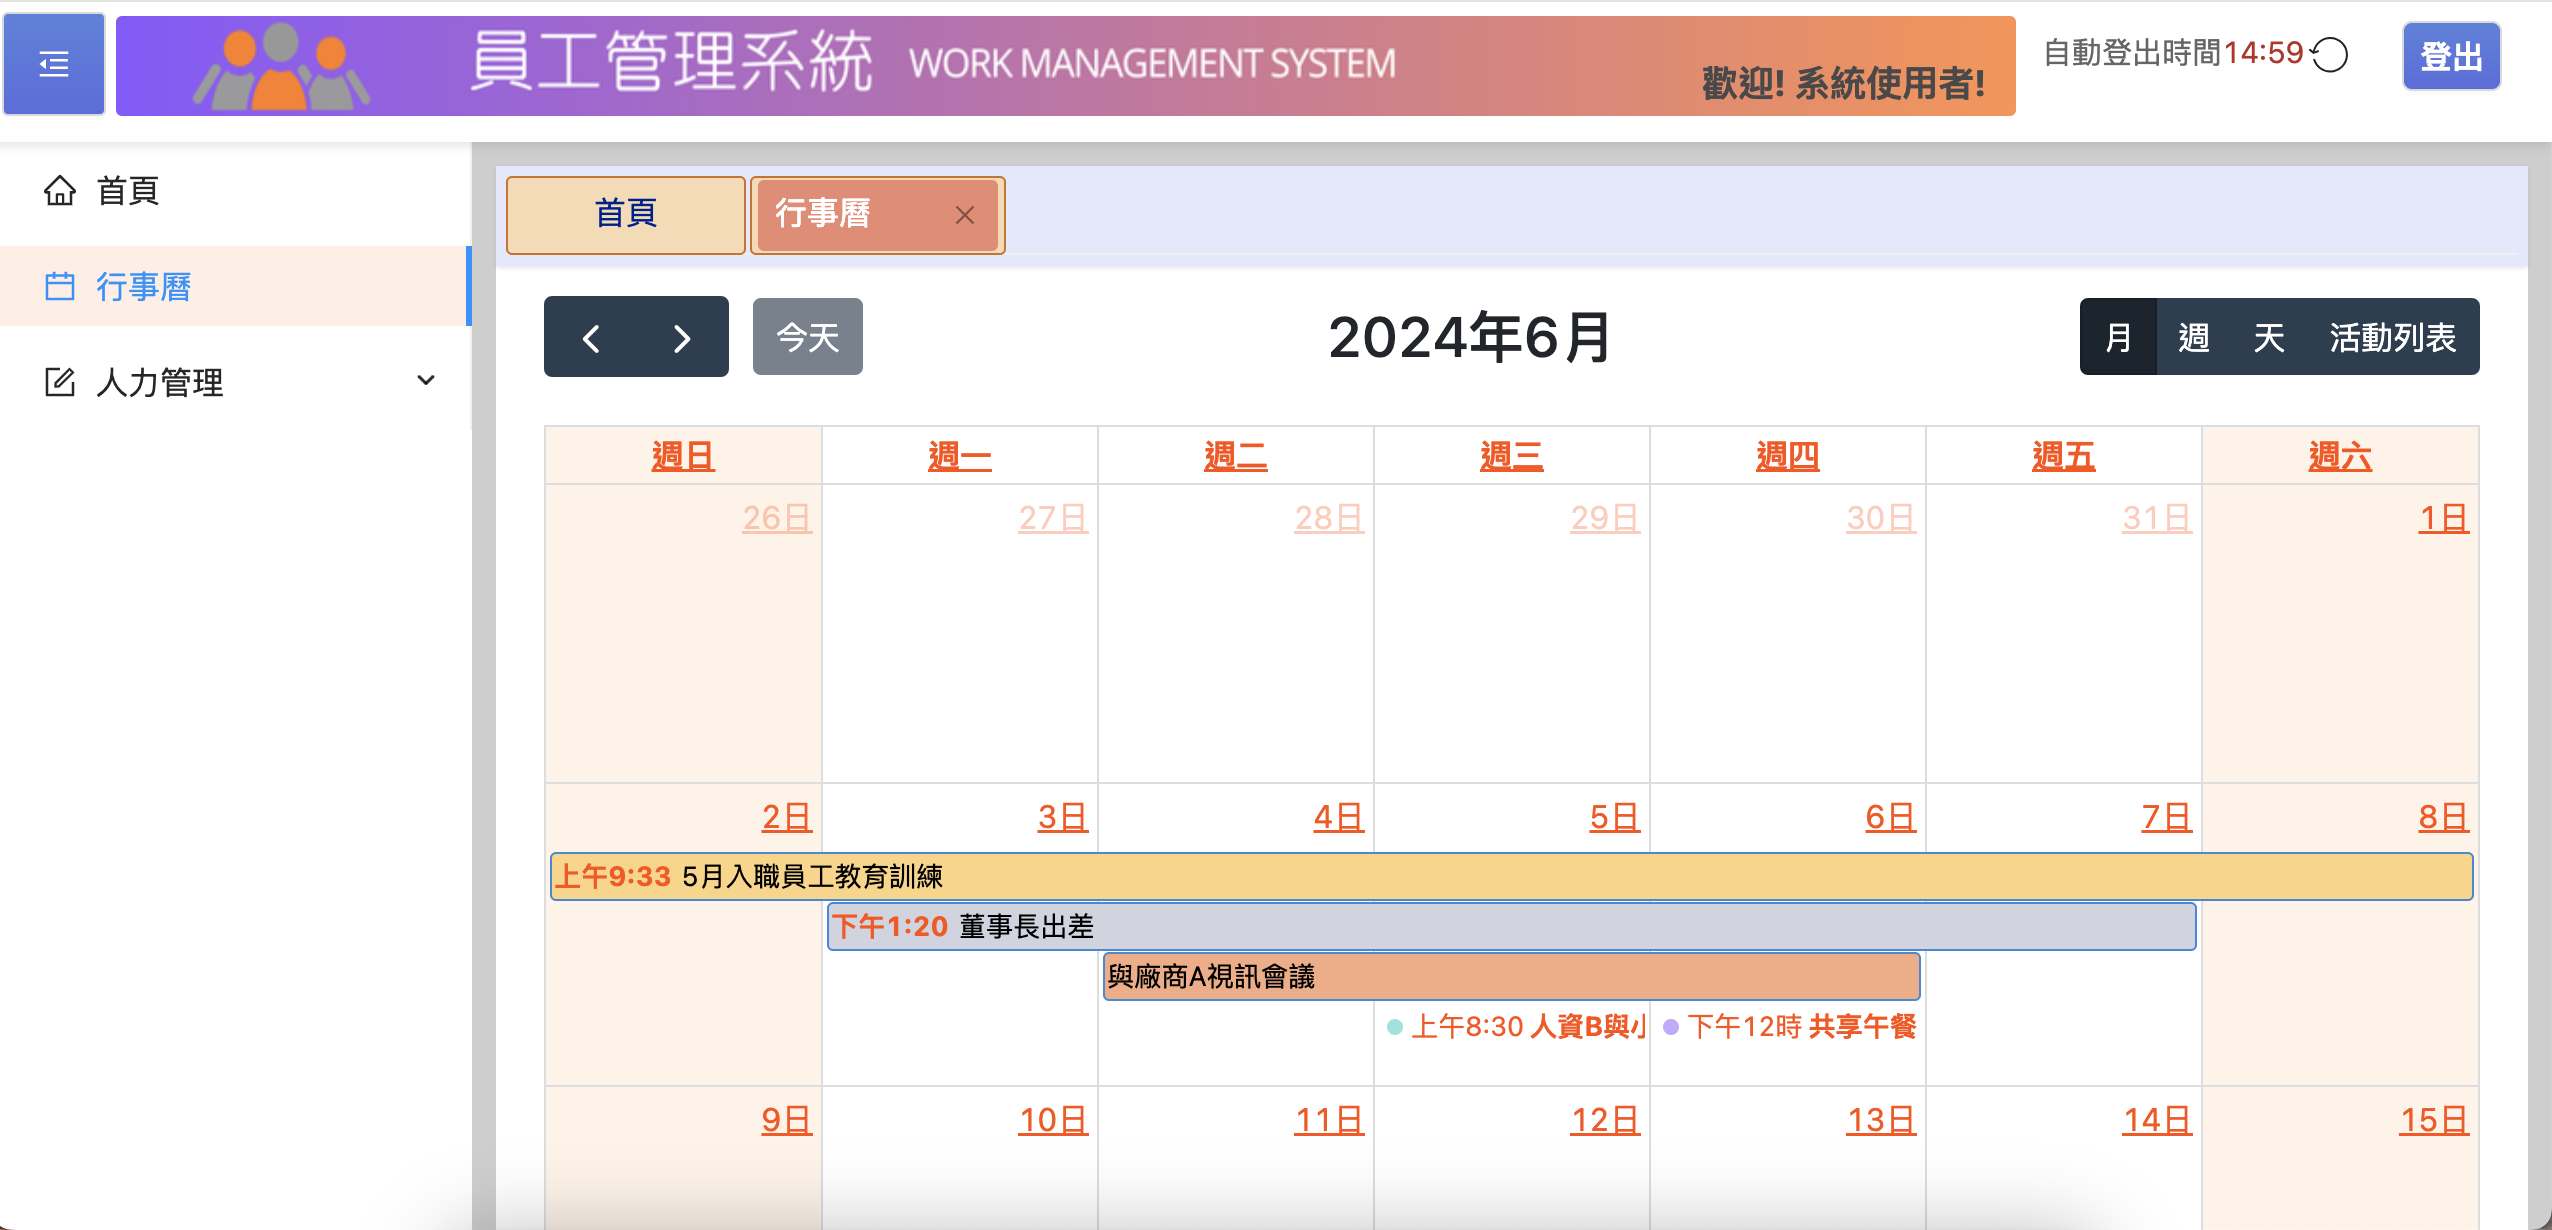 員工管理系統 WORK MANAGEMENT SYSTEM
歡迎! 系統使用者!
自動登出時間14:59
登出
首頁
行事曆
人力管理
首頁
行事曆
今天
2024年6月
月 週 天 活動列表
週日 週一 週二 週三 週四 週五 週六
26日 27日 28日 29日 30日 31日 1日
2日 3日 4日 5日 6日 7日 8日
上午9:33 5月入職員工教育訓練
下午1:20 董事長出差
與廠商A視訊會議
上午8:30 人資B與小 下午12時 共享午餐
9日 10日 11日 12日 13日 14日 15日